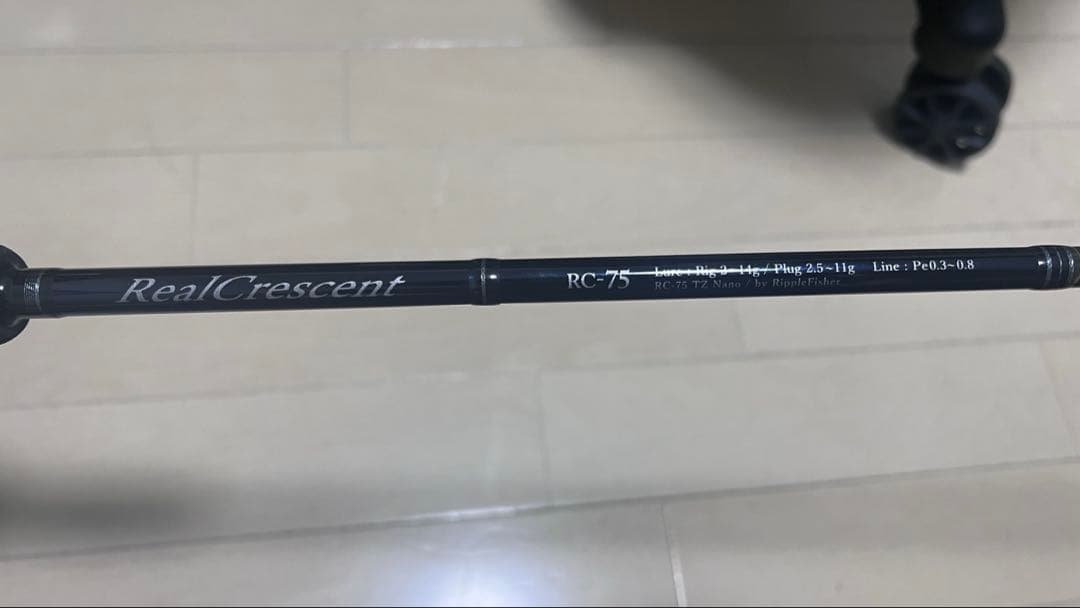 RealCrescent
RC-75 Lure : Rig 2~14g / Plug 2.5~11g Line : Pe0.3~0.8
RC-75 TZ Nano / by RippleFisher